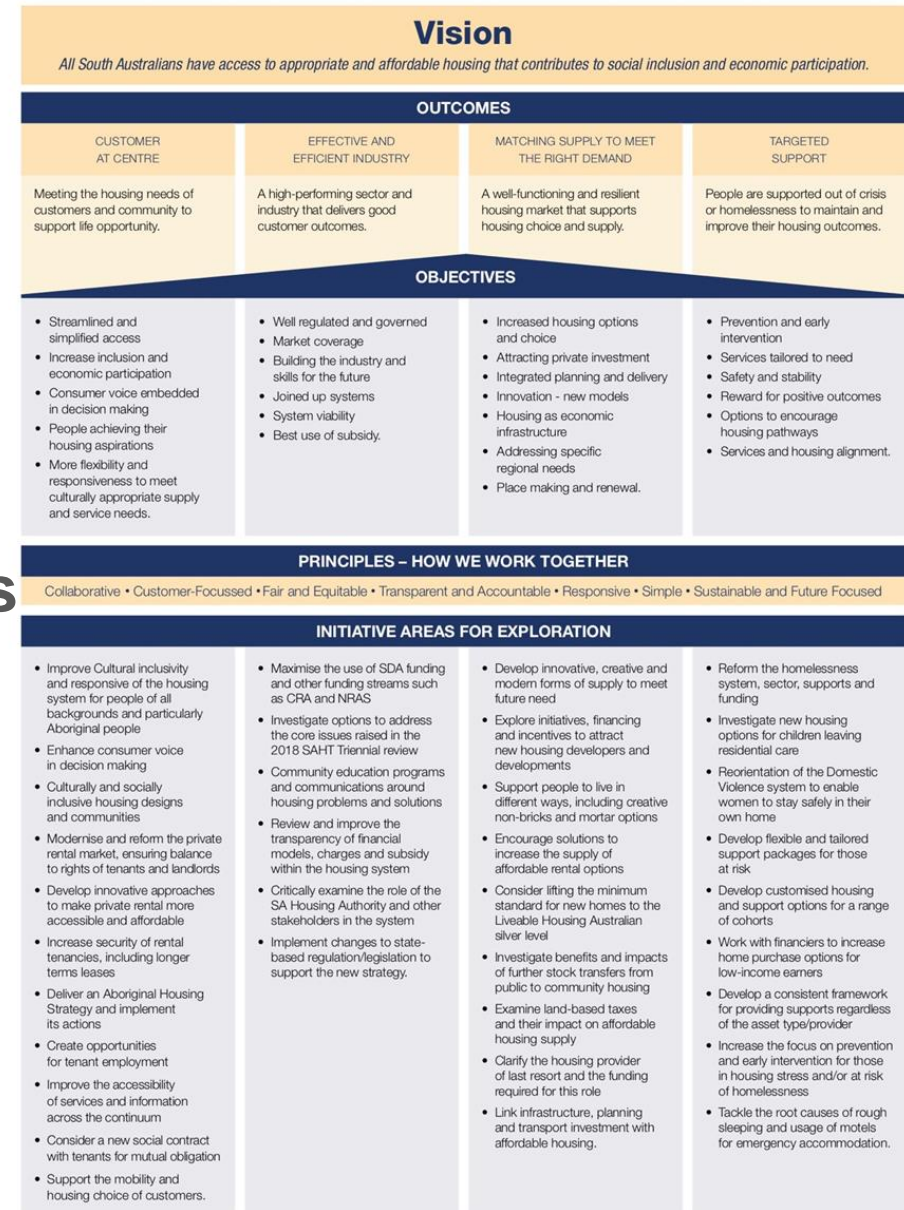 Vision
All South Australians have access to appropriate and affordable housing that contributes to social inclusion and economic participation.
OUTCOMES
CUSTOMER
AT CENTRE
Meeting the housing needs of
customers and community to
support life opportunity.
EFFECTIVE AND
EFFICIENT INDUSTRY
A high-performing sector and
industry that delivers good
customer outcomes.
MATCHING SUPPLY TO MEET
THE RIGHT DEMAND
A well-functioning and resilient
housing market that supports
housing choice and supply.
TARGETED
SUPPORT
People are supported out of crisis
or homelessness to maintain and
improve their housing outcomes.
OBJECTIVES
• Streamlined and
simplified access
• Increase inclusion and
economic participation
• Consumer voice embedded
in decision making
• People achieving their
housing aspirations
• More flexibility and
responsiveness to meet
culturally appropriate supply
and service needs.
• Well regulated and governed
• Market coverage
• Building the industry and
skills for the future
• Joined up systems
• System viability
• Best use of subsidy.
• Increased housing options
and choice
• Attracting private investment
• Integrated planning and delivery
• Innovation - new models
• Housing as economic
infrastructure
• Addressing specific
regional needs
• Place making and renewal.
• Prevention and early
intervention
• Services tailored to need
• Safety and stability
• Reward for positive outcomes
• Options to encourage
housing pathways
• Services and housing alignment.
s
PRINCIPLES – HOW WE WORK TOGETHER
Collaborative • Customer-Focussed • Fair and Equitable • Transparent and Accountable • Responsive • Simple • Sustainable and Future Focused
INITIATIVE AREAS FOR EXPLORATION
• Improve Cultural inclusivity
and responsive of the housing
system for people of all
backgrounds and particularly
Aboriginal people
• Enhance consumer voice
in decision making
• Culturally and socially
inclusive housing designs
and communities
• Modernise and reform the private
rental market, ensuring balance
to rights of tenants and landlords
• Develop innovative approaches
to make private rental more
accessible and affordable
• Increase security of rental
tenancies, including longer
terms leases
• Deliver an Aboriginal Housing
Strategy and implement
its actions
• Create opportunities
for tenant employment
• Improve the accessibility
of services and information
across the continuum
• Consider a new social contract
with tenants for mutual obligation
• Support the mobility and
housing choice of customers.
• Maximise the use of SDA funding
and other funding streams such
as CRA and NRAS
• Investigate options to address
the core issues raised in the
2018 SAHT Triennial review
• Community education programs
and communications around
housing problems and solutions
• Review and improve the
transparency of financial
models, charges and subsidy
within the housing system
• Critically examine the role of the
SA Housing Authority and other
stakeholders in the system
• Implement changes to state-
based regulation/legislation to
support the new strategy.
• Develop innovative, creative and
modern forms of supply to meet
future need
• Explore initiatives, financing
and incentives to attract
new housing developers and
developments
• Support people to live in
different ways, including creative
non-bricks and mortar options
• Encourage solutions to
increase the supply of
affordable rental options
• Consider lifting the minimum
standard for new homes to the
Liveable Housing Australian
silver level
• Investigate benefits and impacts
of further stock transfers from
public to community housing
• Examine land-based taxes
and their impact on affordable
housing supply
• Clarify the housing provider
of last resort and the funding
required for this role
• Link infrastructure, planning
and transport investment with
affordable housing.
• Reform the homelessness
system, sector, supports and
funding
• Investigate new housing
options for children leaving
residential care
• Reorientation of the Domestic
Violence system to enable
women to stay safely in their
own home
• Develop flexible and tailored
support packages for those
at risk
• Develop customised housing
and support options for a range
of cohorts
• Work with financiers to increase
home purchase options for
low-income earners
• Develop a consistent framework
for providing supports regardless
of the asset type/provider
• Increase the focus on prevention
and early intervention for those
in housing stress and/or at risk
of homelessness
• Tackle the root causes of rough
sleeping and usage of motels
for emergency accommodation.